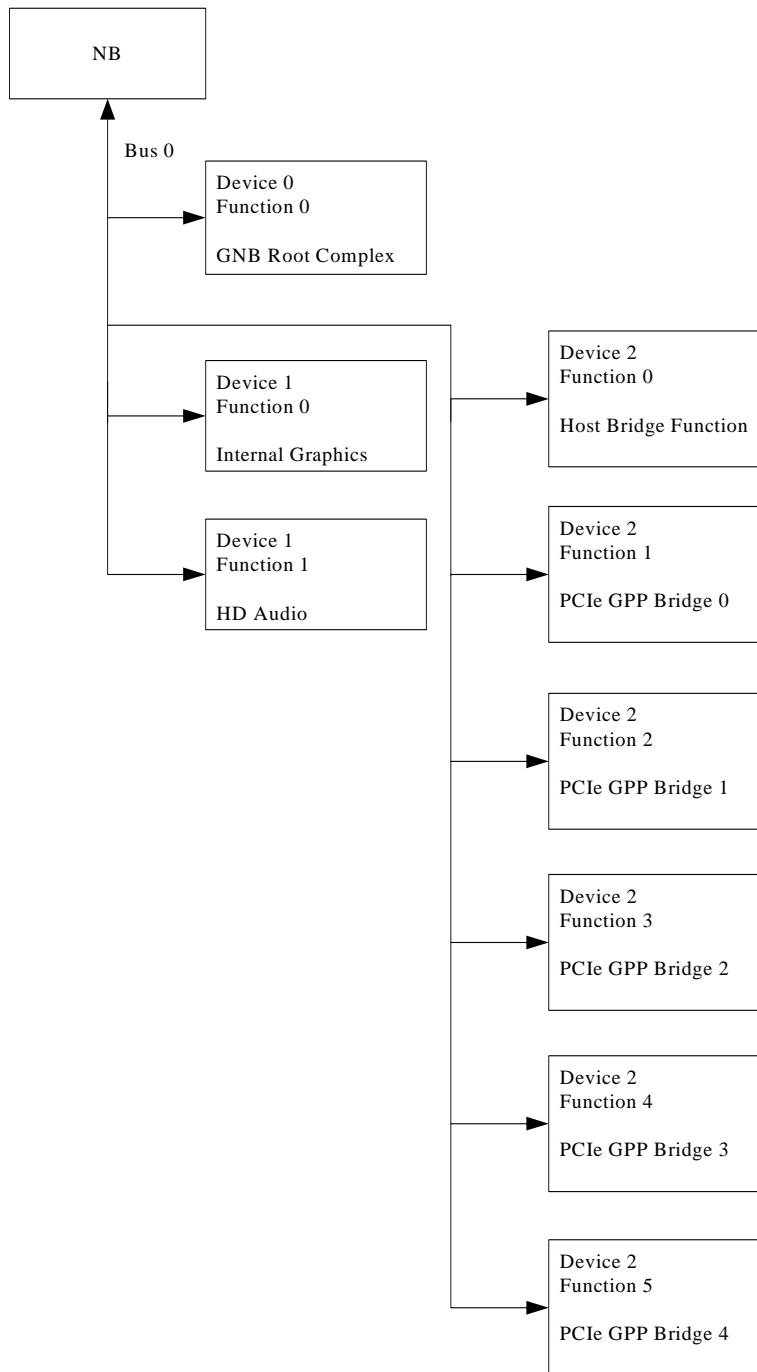 NB
Bus 0
Device 0
Function 0
GNB Root Complex
Device 1
Function 0
Internal Graphics
Device 1
Function 1
HD Audio
Device 2
Function 0
Host Bridge Function
Device 2
Function 1
PCIe GPP Bridge 0
Device 2
Function 2
PCIe GPP Bridge 1
Device 2
Function 3
PCIe GPP Bridge 2
Device 2
Function 4
PCIe GPP Bridge 3
Device 2
Function 5
PCIe GPP Bridge 4